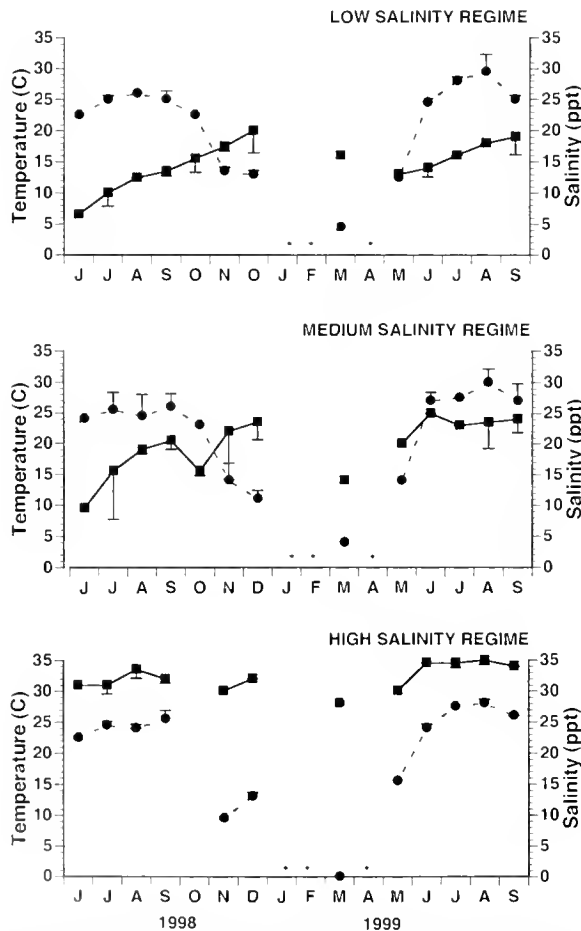 LOW SALINITY REGIME
35 35
30 30
25 25
20 20
15 15
10 10
5 5
0 0
Temperature (C)
Salinity (ppt)
J J A S O N O J F M A M J J A S
MEDIUM SALINITY REGIME
35 35
30 30
25 25
20 20
15 15
10 10
5 5
0 0
Temperature (C)
Salinity (ppt)
J J A S O N D J F M A M J J A S
HIGH SALINITY REGIME
35 35
30 30
25 25
20 20
15 15
10 10
5 5
0 0
Temperature (C)
Salinity (ppt)
J J A S O N D J F M A M J J A S
1998 1999